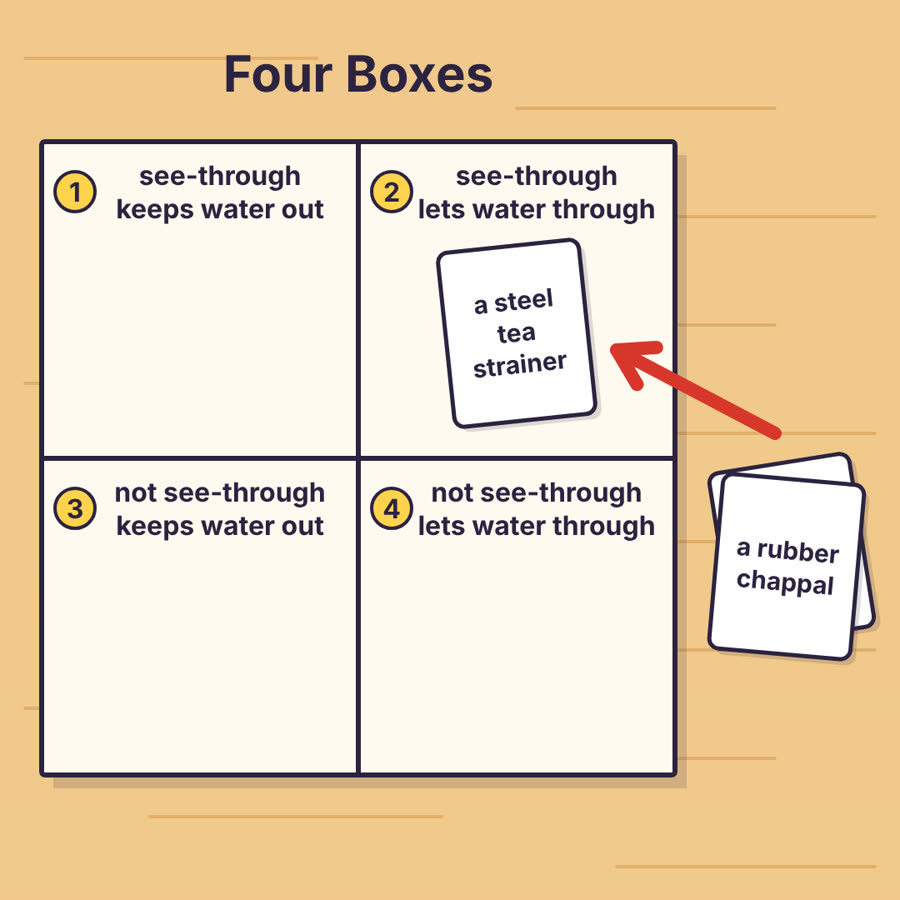 Four Boxes
1
see-through
keeps water out
2
see-through
lets water through
a steel
tea
strainer
3
not see-through
keeps water out
4
not see-through
lets water through
a rubber
chappal